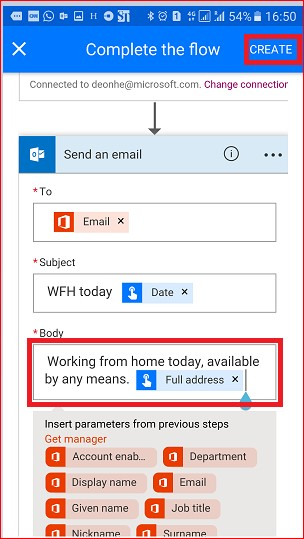 54% 16:50
Complete the flow CREATE
Connected to deonhe@microsoft.com. Change connection
Send an email
*To
Email ×
*Subject
WFH today Date ×
*Body
Working from home today, available
by any means. Full address ×
Insert parameters from previous steps
Get manager
Account enab... Department
Display name Email
Given name Job title
Nickname Surname